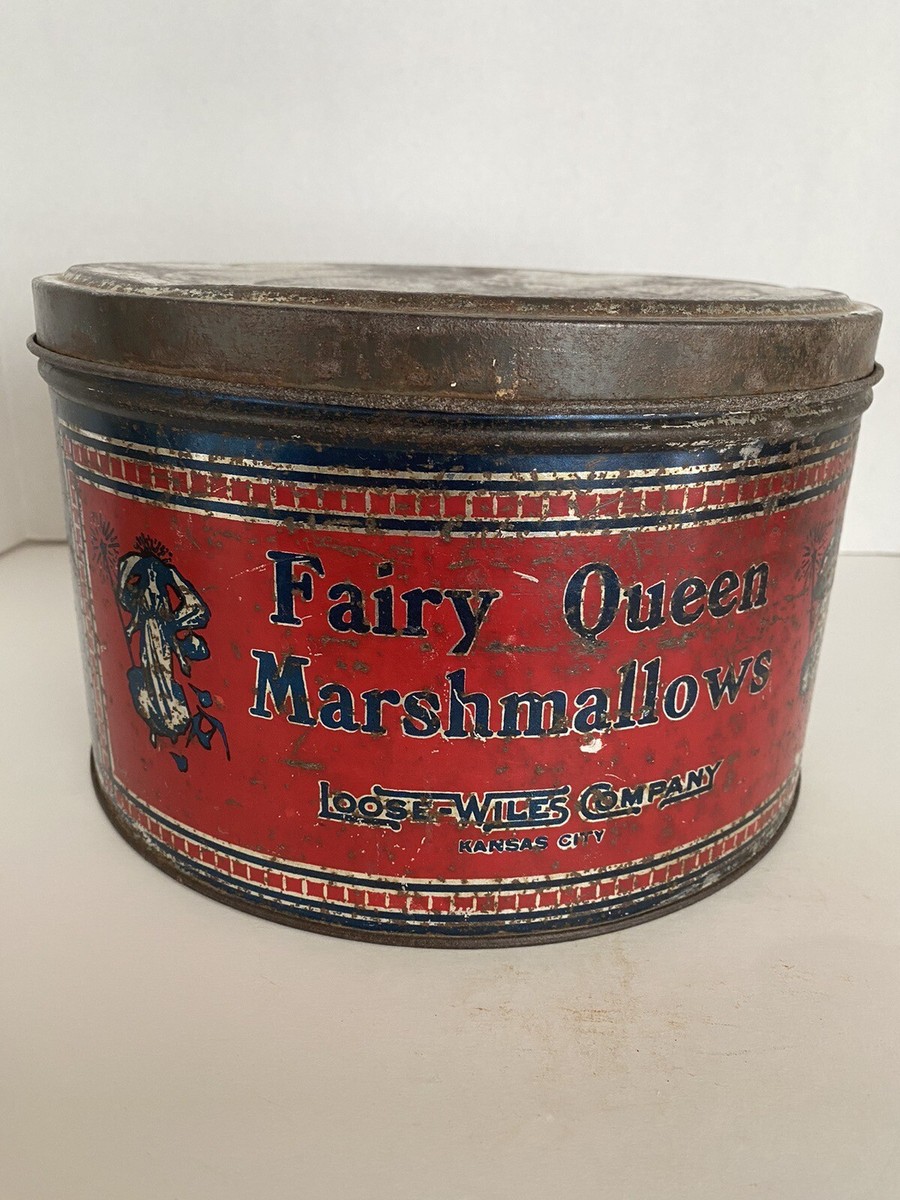 Fairy Queen
Marshmallows
LOOSE-WILES COMPANY
KANSAS CITY